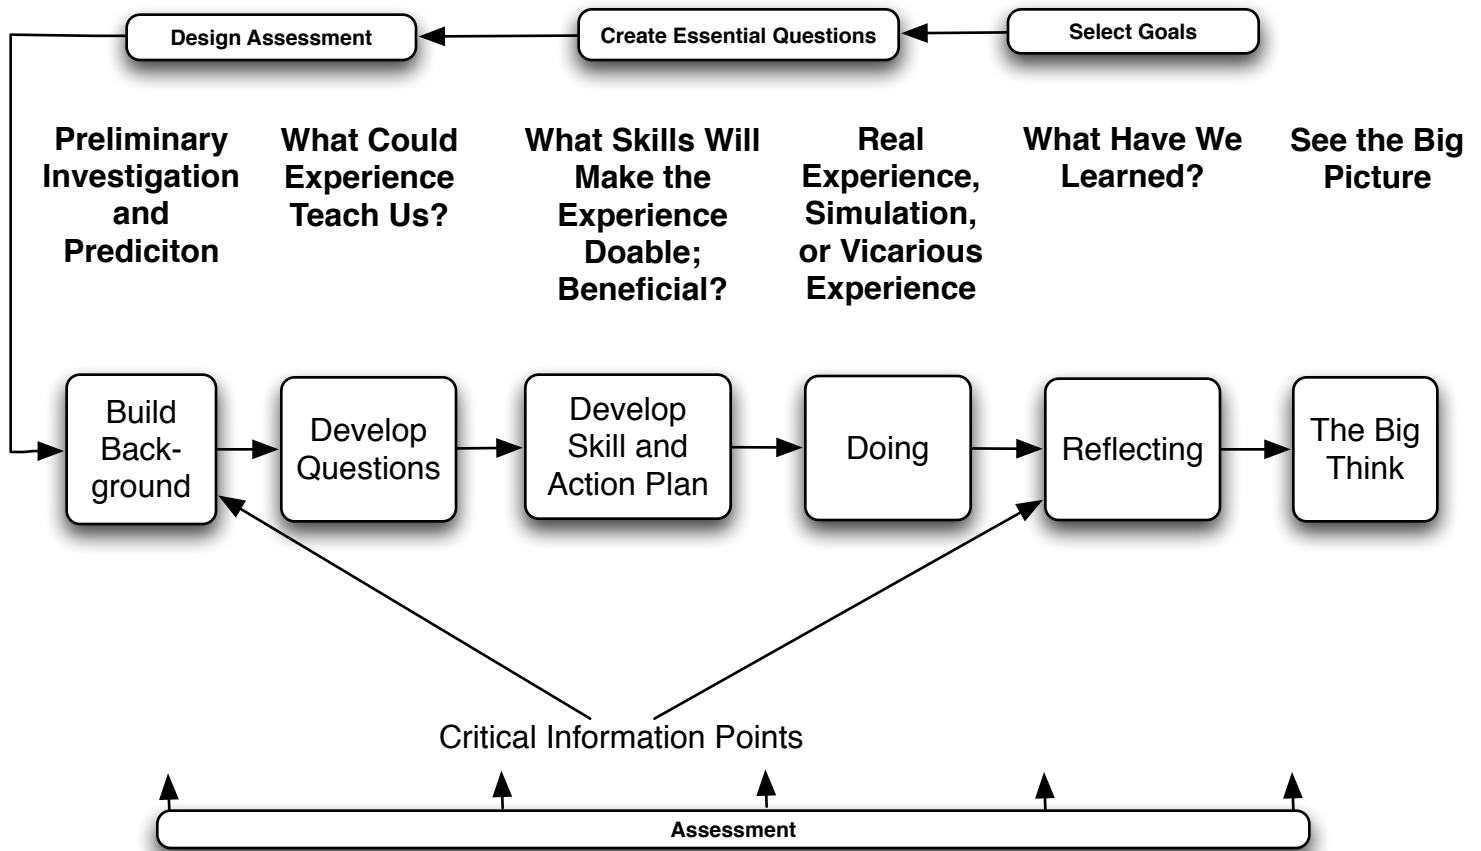 Design Assessment
Create Essential Questions
Select Goals
Preliminary
Investigation
and
Prediciton
What Could
Experience
Teach Us?
What Skills Will
Make the
Experience
Doable;
Beneficial?
Real
Experience,
Simulation,
or Vicarious
Experience
What Have We
Learned?
See the Big
Picture
Build
Back-
ground
Develop
Questions
Develop
Skill and
Action Plan
Doing
Reflecting
The Big
Think
Critical Information Points
Assessment